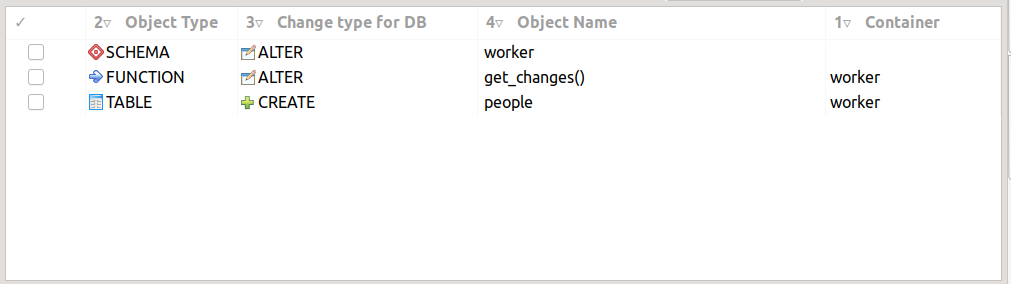 ✓ 2▽ Object Type 3▽ Change type for DB 4▽ Object Name 1▽ Container
SCHEMA ALTER worker
FUNCTION ALTER get_changes() worker
TABLE CREATE people worker